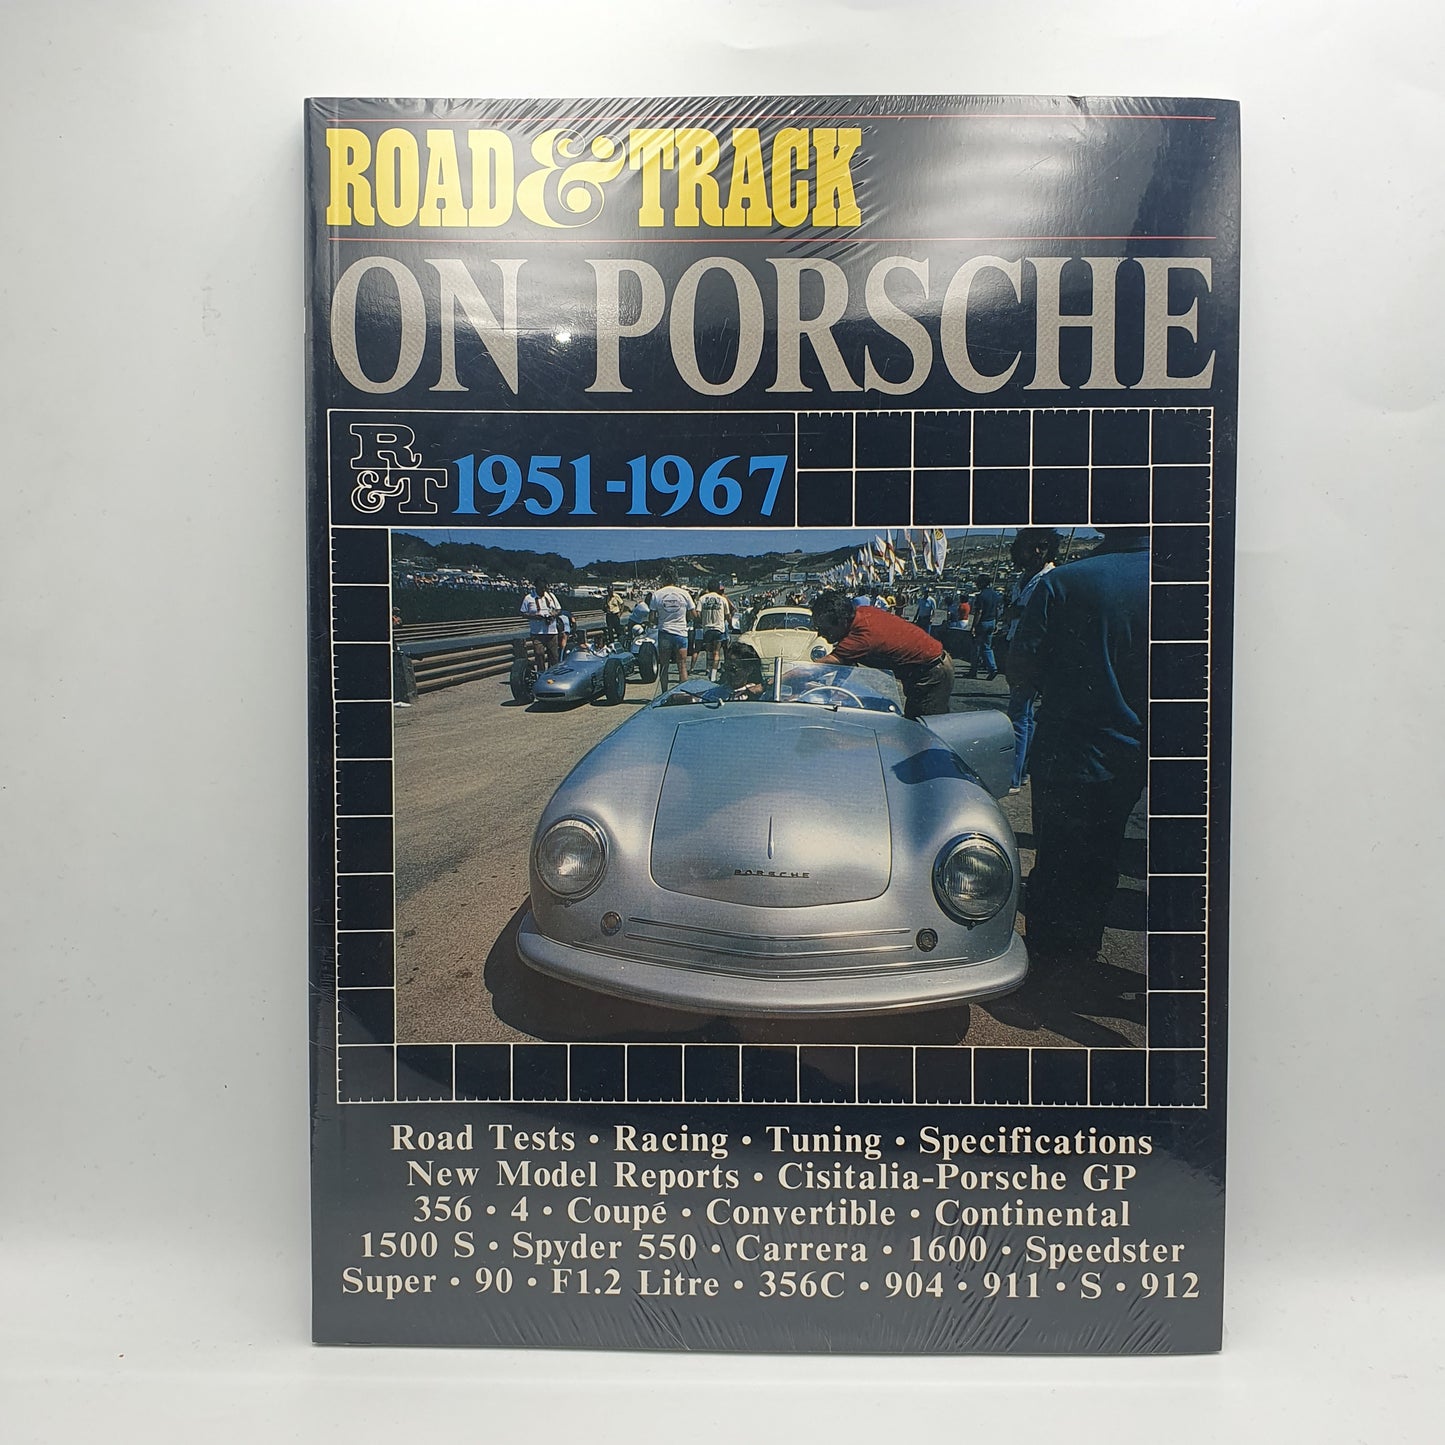 ROAD & TRACK
ON PORSCHE
R&T 1951-1967
PORSCHE
Road Tests • Racing • Tuning • Specifications
New Model Reports • Cisitalia-Porsche GP
356 • 4 • Coupé • Convertible • Continental
1500 S • Spyder 550 • Carrera • 1600 • Speedster
Super • 90 • F1.2 Litre • 356C • 904 • 911 • S • 912